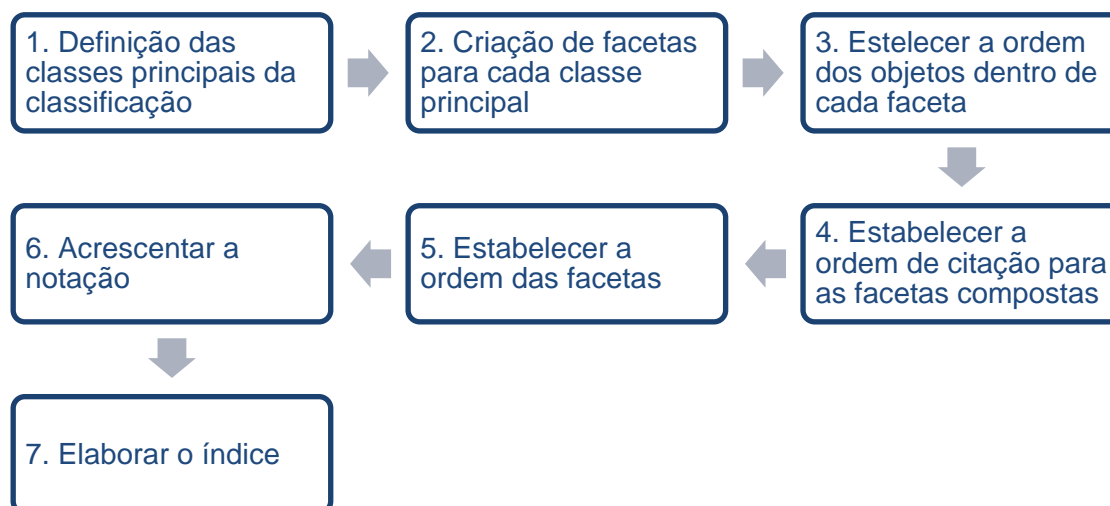 1. Definição das
classes principais da
classificação
2. Criação de facetas
para cada classe
principal
3. Estelecer a ordem
dos objetos dentro de
cada faceta
4. Estabelecer a
ordem de citação para
as facetas compostas
5. Estabelecer a
ordem das facetas
6. Acrescentar a
notação
7. Elaborar o índice